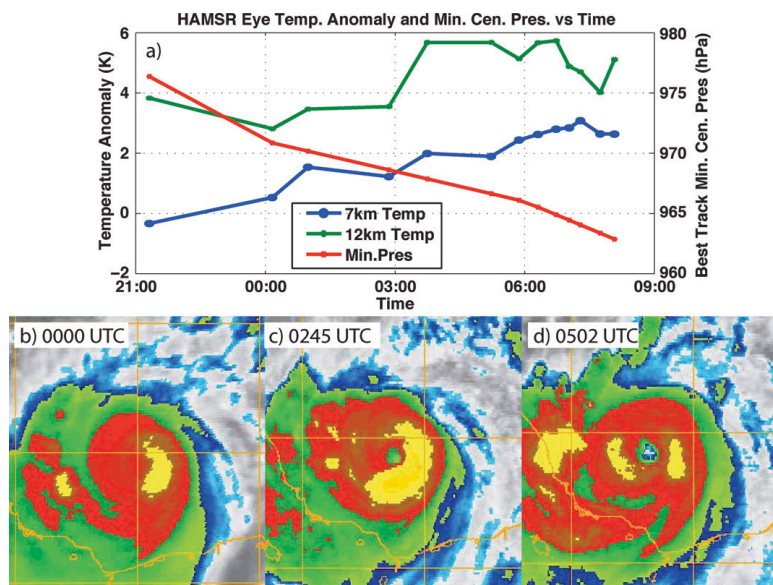 HAMSR Eye Temp. Anomaly and Min. Cen. Pres. vs Time
a)
Temperature Anomaly (K)
6
4
2
0
−2
Best Track Min. Cen. Pres (hPa)
980
975
970
965
960
7km Temp
12km Temp
Min.Pres
21:00 00:00 03:00 06:00 09:00
Time
b) 0000 UTC
c) 0245 UTC
d) 0502 UTC